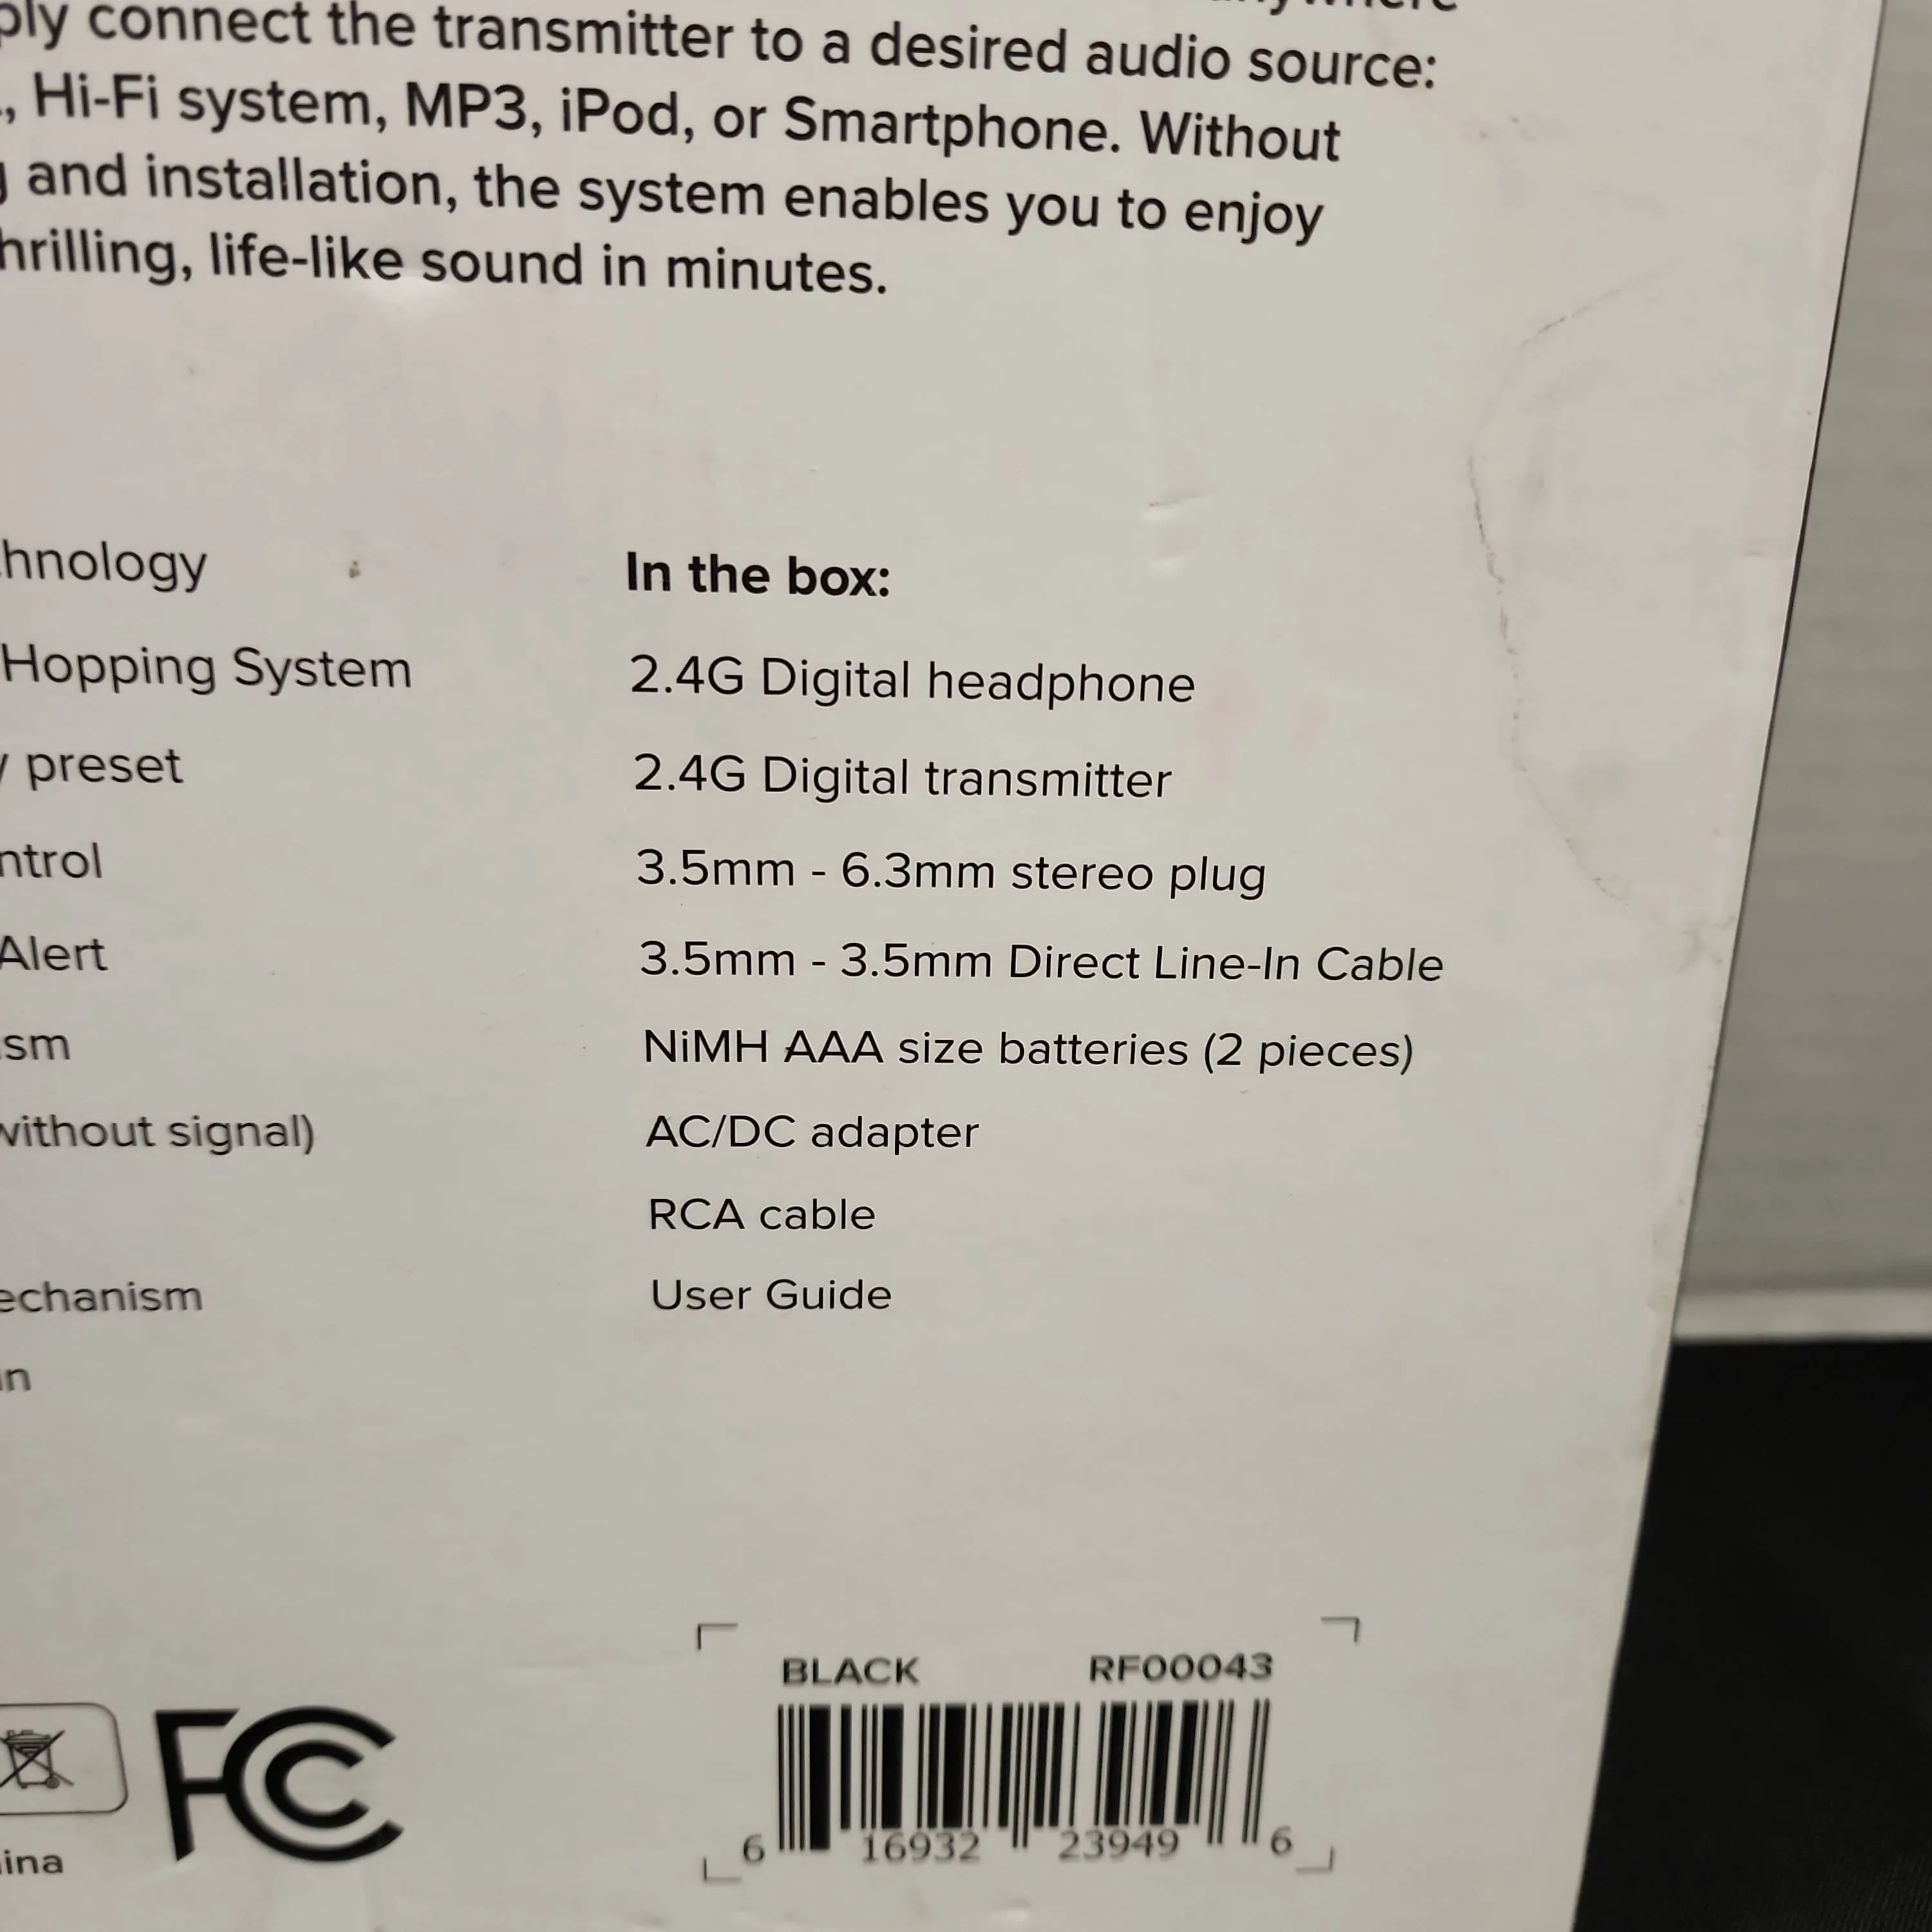 connect the transmitter to a desired audio source:
, Hi-Fi system, MP3, iPod, or Smartphone. Without
and installation, the system enables you to enjoy
hrilling, life-like sound in minutes.
hnology
Hopping System
preset
ntrol
Alert
sm
without signal)
echanism
in
In the box:
2.4G Digital headphone
2.4G Digital transmitter
3.5mm - 6.3mm stereo plug
3.5mm - 3.5mm Direct Line-In Cable
NiMH AAA size batteries (2 pieces)
AC/DC adapter
RCA cable
User Guide
BLACK RF00043
6 16932 23949 6
FC
ina